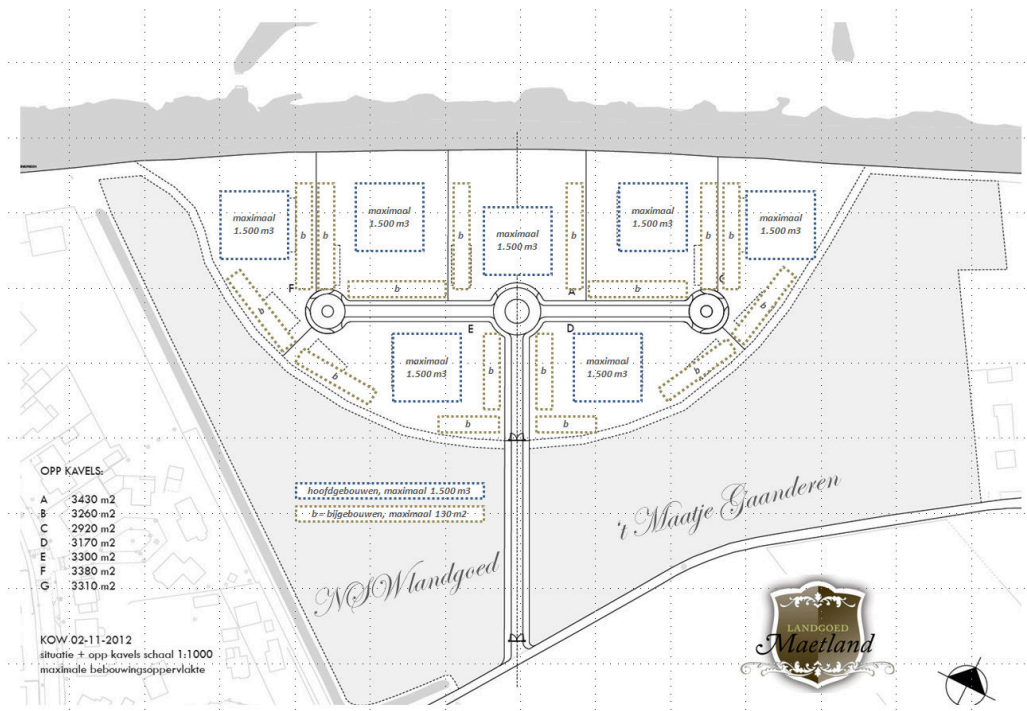 maximaal
1.500 m3
b
b
maximaal
1.500 m3
b
maximaal
1.500 m3
b
maximaal
1.500 m3
b
b
maximaal
1.500 m3
F
b
b
A
b
C
b
b
E
D
maximaal
1.500 m3
b
b
maximaal
1.500 m3
b
b
b
b
OPP KAVELS:
A 3430 m2
B 3260 m2
C 2920 m2
D 3170 m2
E 3300 m2
F 3380 m2
G 3310 m2
hoofdgebouwen, maximaal 1.500 m3
b = bijgebouwen, maximaal 130 m2
't Maatje Gaanderen
NSWlandgoed
KOW 02-11-2012
situatie + opp kavels schaal 1:1000
maximale bebouwingsoppervlakte
LANDGOED
Maetland